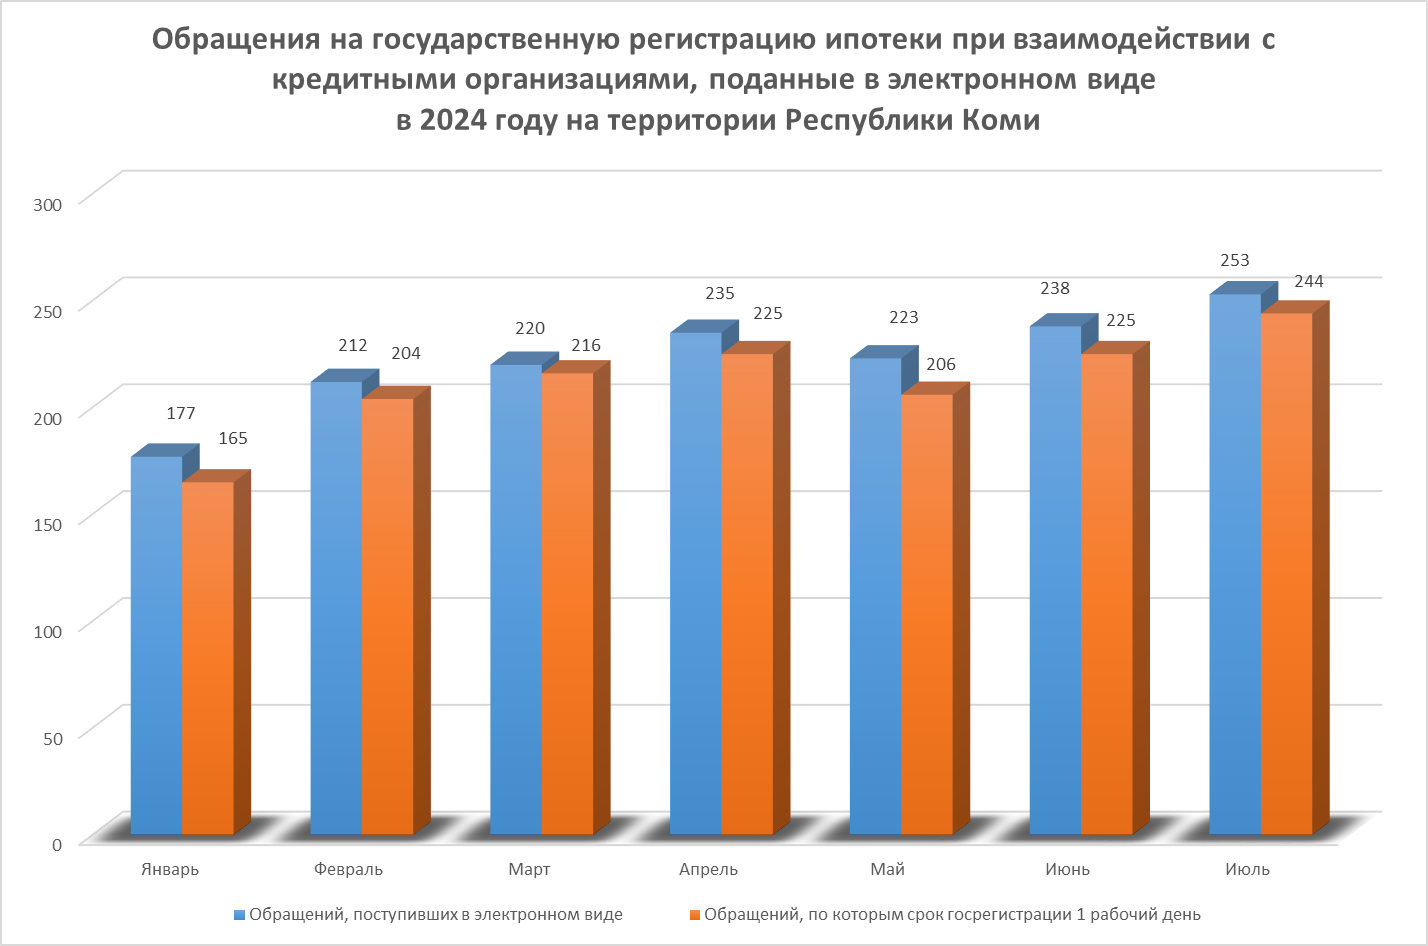 Обращения на государственную регистрацию ипотеки при взаимодействии с
кредитными организациями, поданные в электронном виде
в 2024 году на территории Республики Коми
300
250
200
150
100
50
0
177
165
212
204
220
216
235
225
223
206
238
225
253
244
Январь
Февраль
Март
Апрель
Май
Июнь
Июль
Обращений, поступивших в электронном виде
Обращений, по которым срок госрегистрации 1 рабочий день